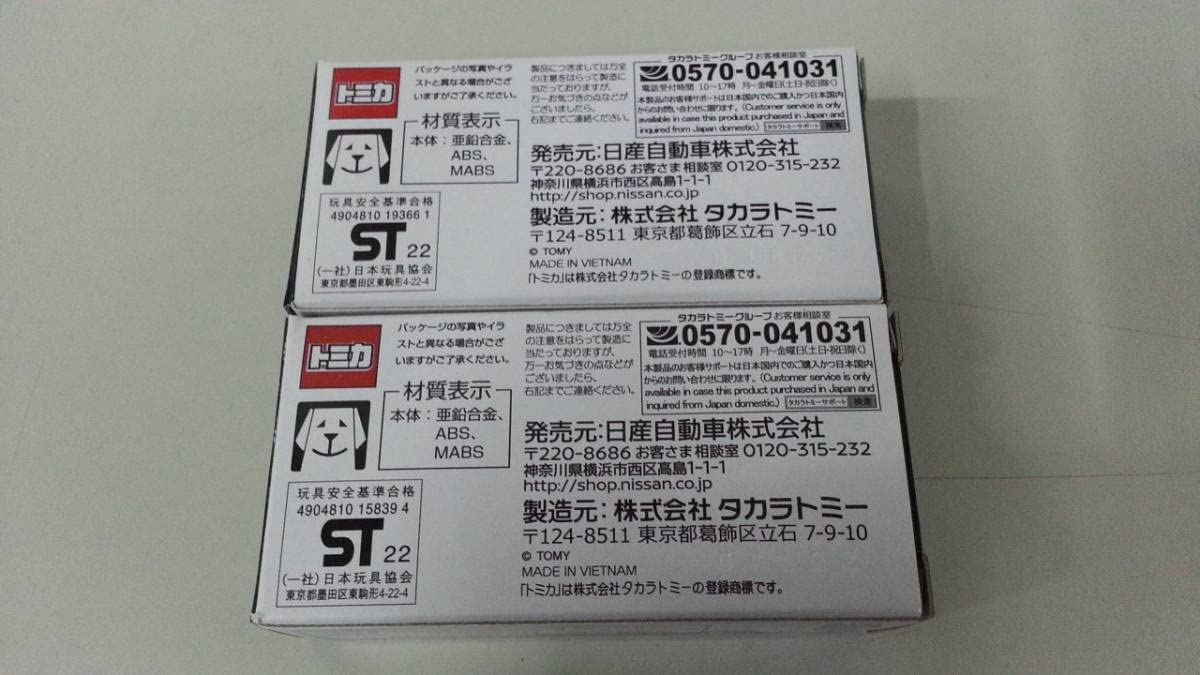 トミカ
パッケージの写真やイラ
ストと異なる場合がござ
いますがご了承ください。
材質表示
本体：亜鉛合金、
ABS、
MABS
玩具安全基準合格
4904810 19366 1
ST 22
(一社)日本玩具協会
東京都墨田区東駒形4-22-4
製品につきましては万全
の注意をはらって製造に
当たっておりますが、
万一お気づきの点などが
ございましたら、
右記までご連絡ください。
タカラトミーグループ お客様相談室
0570-041031
電話受付時間 10〜17時 月〜金曜日(土日・祝日除く)
本製品のお客様サポートは日本国内でのご購入かつ日本国内
からのお問い合わせに限ります。(Customer service is only
available in case this product purchased in Japan and
inquired from Japan domestic.) タカラトミーサポート 検索
発売元:日産自動車株式会社
〒220-8686 お客さま相談室 0120-315-232
神奈川県横浜市西区高島1-1-1
http://shop.nissan.co.jp
製造元: 株式会社 タカラトミー
〒124-8511 東京都葛飾区立石 7-9-10
© TOMY
MADE IN VIETNAM
「トミカ」は株式会社タカラトミーの登録商標です。
トミカ
パッケージの写真やイラ
ストと異なる場合がござ
いますがご了承ください。
材質表示
本体：亜鉛合金、
ABS、
MABS
玩具安全基準合格
4904810 15839 4
ST 22
(一社)日本玩具協会
東京都墨田区東駒形4-22-4
製品につきましては万全
の注意をはらって製造に
当たっておりますが、
万一お気づきの点などが
ございましたら、
右記までご連絡ください。
タカラトミーグループ お客様相談室
0570-041031
電話受付時間 10〜17時 月〜金曜日(土日・祝日除く)
本製品のお客様サポートは日本国内でのご購入かつ日本国内
からのお問い合わせに限ります。(Customer service is only
available in case this product purchased in Japan and
inquired from Japan domestic.) タカラトミーサポート 検索
発売元:日産自動車株式会社
〒220-8686 お客さま相談室 0120-315-232
神奈川県横浜市西区高島1-1-1
http://shop.nissan.co.jp
製造元: 株式会社 タカラトミー
〒124-8511 東京都葛飾区立石 7-9-10
© TOMY
MADE IN VIETNAM
「トミカ」は株式会社タカラトミーの登録商標です。